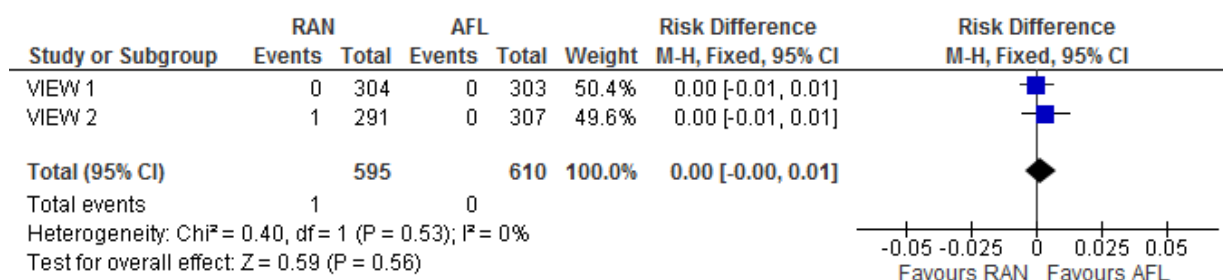 RAN AFL Risk Difference Risk Difference
Study or Subgroup Events Total Events Total Weight M-H, Fixed, 95% CI M-H, Fixed, 95% CI
VIEW 1 0 304 0 303 50.4% 0.00 [-0.01, 0.01]
VIEW 2 1 291 0 307 49.6% 0.00 [-0.01, 0.01]
Total (95% CI) 595 610 100.0% 0.00 [-0.00, 0.01]
Total events 1 0
Heterogeneity: Chi² = 0.40, df = 1 (P = 0.53); I² = 0%
Test for overall effect: Z = 0.59 (P = 0.56)
-0.05 -0.025 0 0.025 0.05
Favours RAN Favours AFL